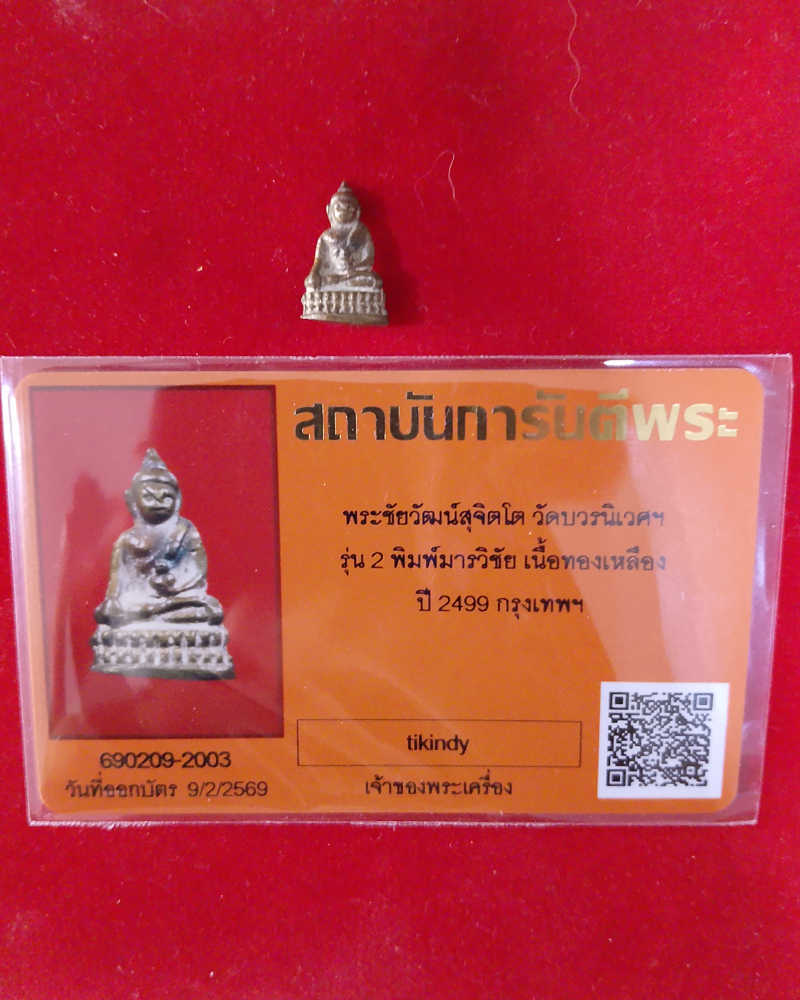 สถาบันการันตีพระ
พระชัยวัฒน์สุจิตโต วัดบวรนิเวศฯ
รุ่น 2 พิมพ์มารวิชัย เนื้อทองเหลือง
ปี 2499 กรุงเทพฯ
tikindy
เจ้าของพระเครื่อง
690209-2003
วันที่ออกบัตร 9/2/2569